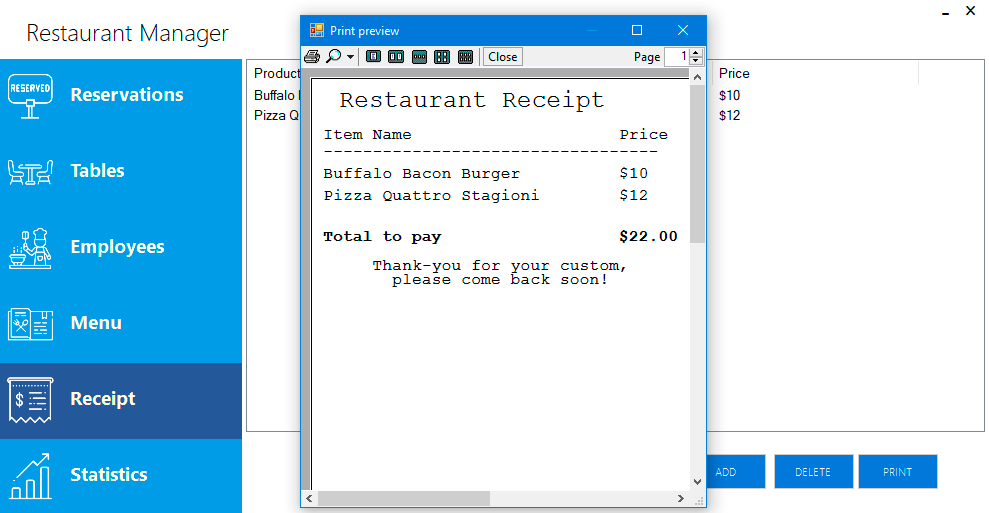 Restaurant Manager
RESERVED
Reservations
Tables
Employees
Menu
Receipt
Statistics
Product Price
Buffalo $10
Pizza Q $12
ADD DELETE PRINT
Print preview
Close Page 1
Restaurant Receipt
Item Name Price
----------------------------------
Buffalo Bacon Burger $10
Pizza Quattro Stagioni $12
Total to pay $22.00
Thank-you for your custom,
please come back soon!